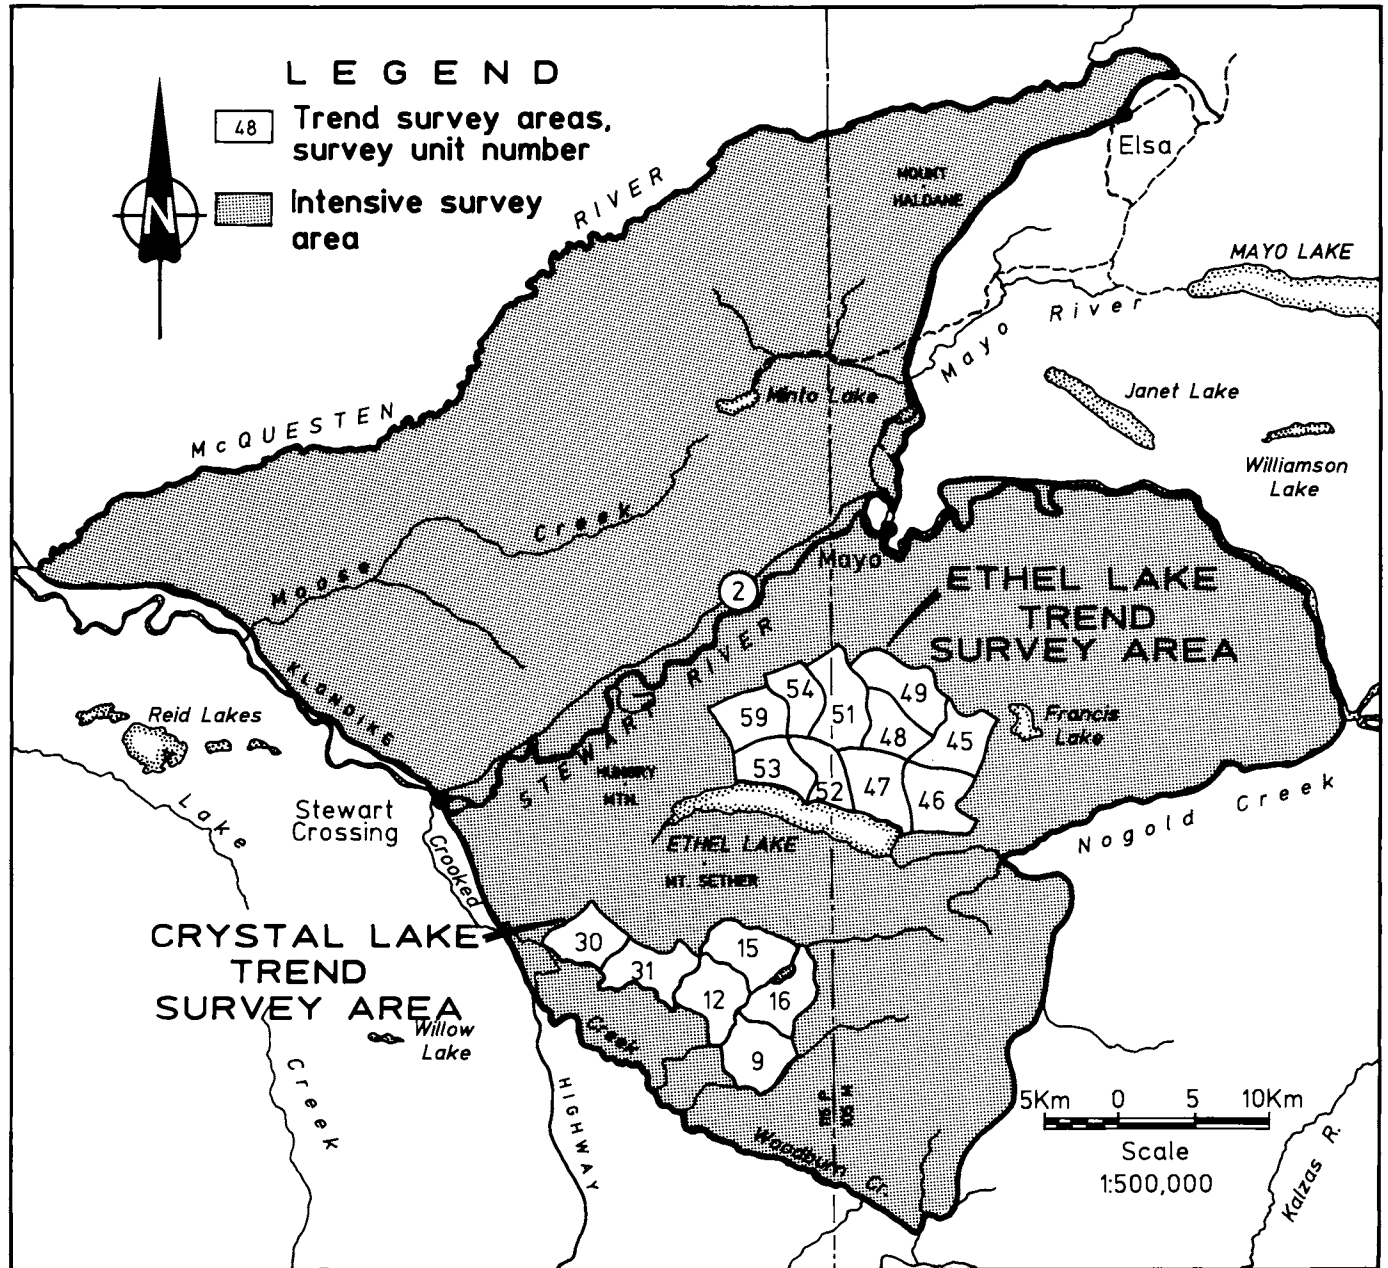 LEGEND
48
Trend survey areas,
survey unit number
Intensive survey
area
N
RIVER
McQUESTEN
MOUNT
HALDANE
Elsa
MAYO LAKE
Mayo River
Janet Lake
Williamson
Lake
Minto Lake
Moose Creek
Mayo
2
STEWART RIVER
KLONDIKE
Reid Lakes
Lake
Creek
Stewart
Crossing
Crooked
Creek
HUNGRY
MTN.
ETHEL LAKE
TREND
SURVEY AREA
54
49
59
51
48
45
53
52
47
46
Francis
Lake
ETHEL LAKE
MT. SETHER
Nogold Creek
CRYSTAL LAKE
TREND
SURVEY AREA
30
31
15
12
16
9
Willow
Lake
HIGHWAY
Woodburn Cr.
115 P
105 M
5Km 0 5 10Km
Scale
1:500,000
Kalzas R.